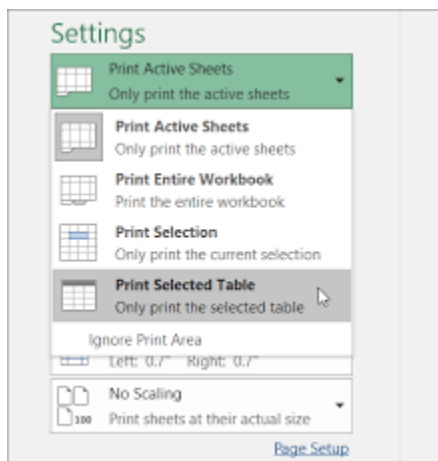 Settings
Print Active Sheets
Only print the active sheets
Print Active Sheets
Only print the active sheets
Print Entire Workbook
Print the entire workbook
Print Selection
Only print the current selection
Print Selected Table
Only print the selected table
Ignore Print Area
Left: 0.7" Right: 0.7"
No Scaling
100 Print sheets at their actual size
Page Setup